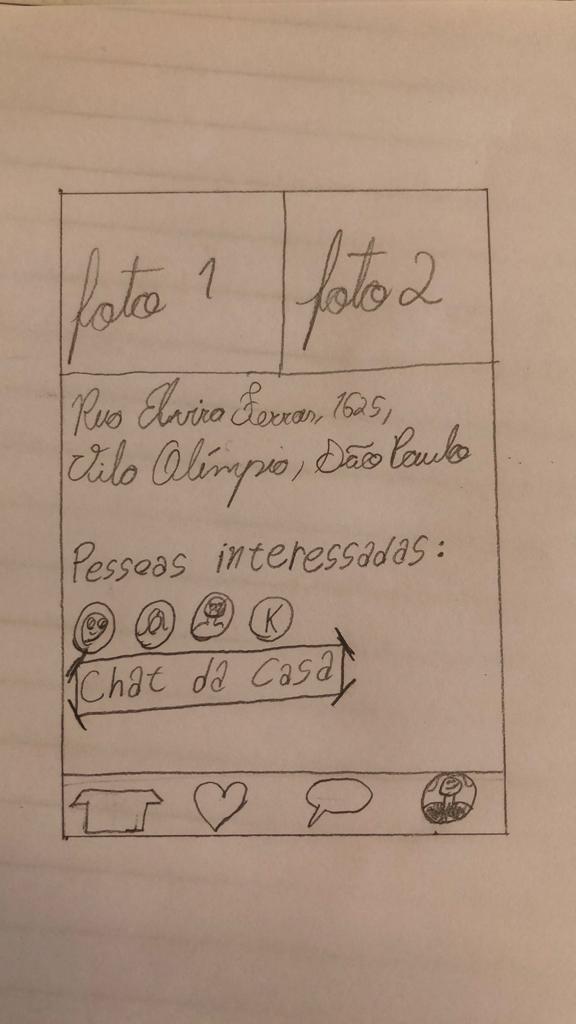 foto 1
foto 2
Rua Elvira Ferraz, 1625,
Vila Olímpia, São Paulo
Pessoas interessadas:
K
Chat da Casa